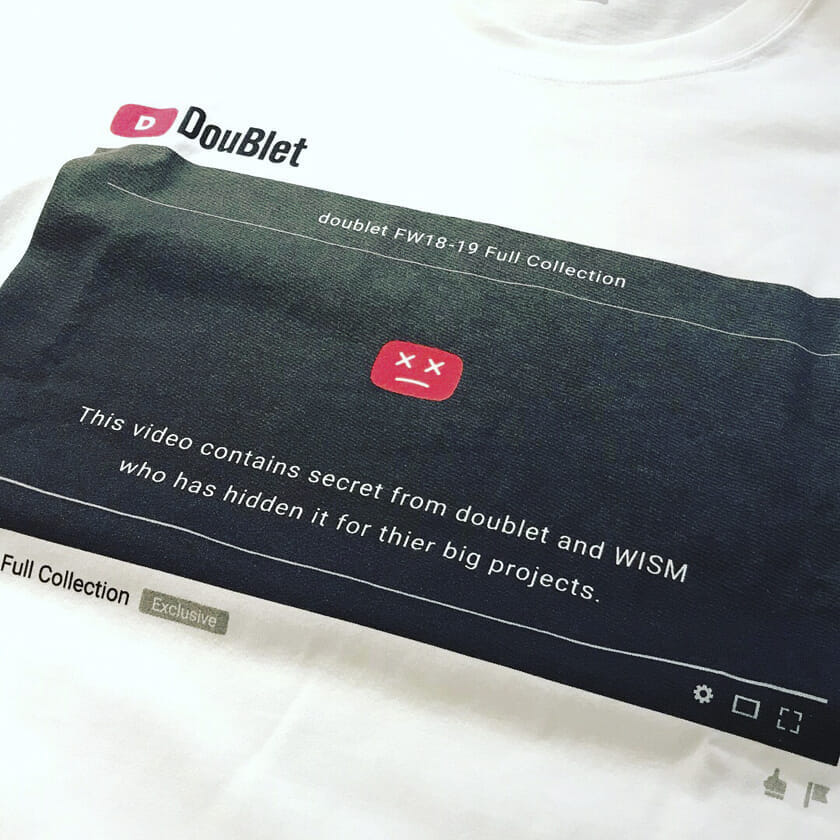 D DouBlet
doublet FW18-19 Full Collection
This video contains secret from doublet and WISM
who has hidden it for thier big projects.
Full Collection Exclusive